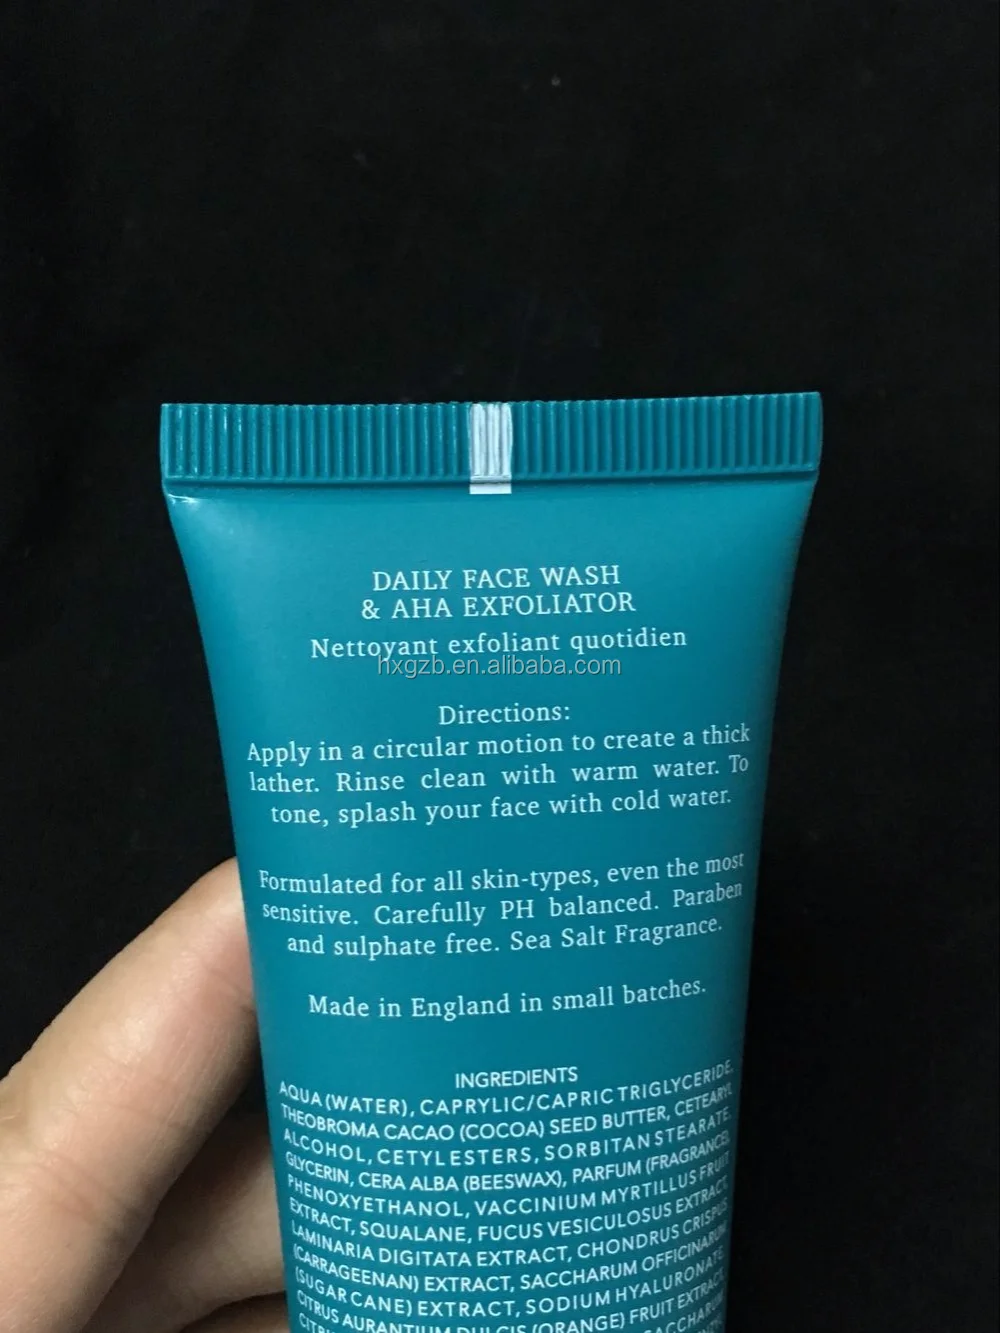 DAILY FACE WASH
& AHA EXFOLIATOR
Nettoyant exfoliant quotidien
hxgzb.en.alibaba.com
Directions:
Apply in a circular motion to create a thick
lather. Rinse clean with warm water. To
tone, splash your face with cold water.
Formulated for all skin-types, even the most
sensitive. Carefully PH balanced. Paraben
and sulphate free. Sea Salt Fragrance.
Made in England in small batches.
INGREDIENTS
AQUA (WATER), CAPRYLIC/CAPRIC TRIGLYCERIDE,
THEOBROMA CACAO (COCOA) SEED BUTTER, CETEARYL
ALCOHOL, CETYL ESTERS, SORBITAN STEARATE,
GLYCERIN, CERA ALBA (BEESWAX), PARFUM (FRAGRANCE),
PHENOXYETHANOL, VACCINIUM MYRTILLUS FRUIT
EXTRACT, SQUALANE, FUCUS VESICULOSUS EXTRACT,
LAMINARIA DIGITATA EXTRACT, CHONDRUS CRISPUS
(CARRAGEENAN) EXTRACT, SACCHARUM OFFICINARUM
(SUGAR CANE) EXTRACT, SODIUM HYALURONATE,
CITRUS AURANTIUM DULCIS (ORANGE) FRUIT EXTRACT,